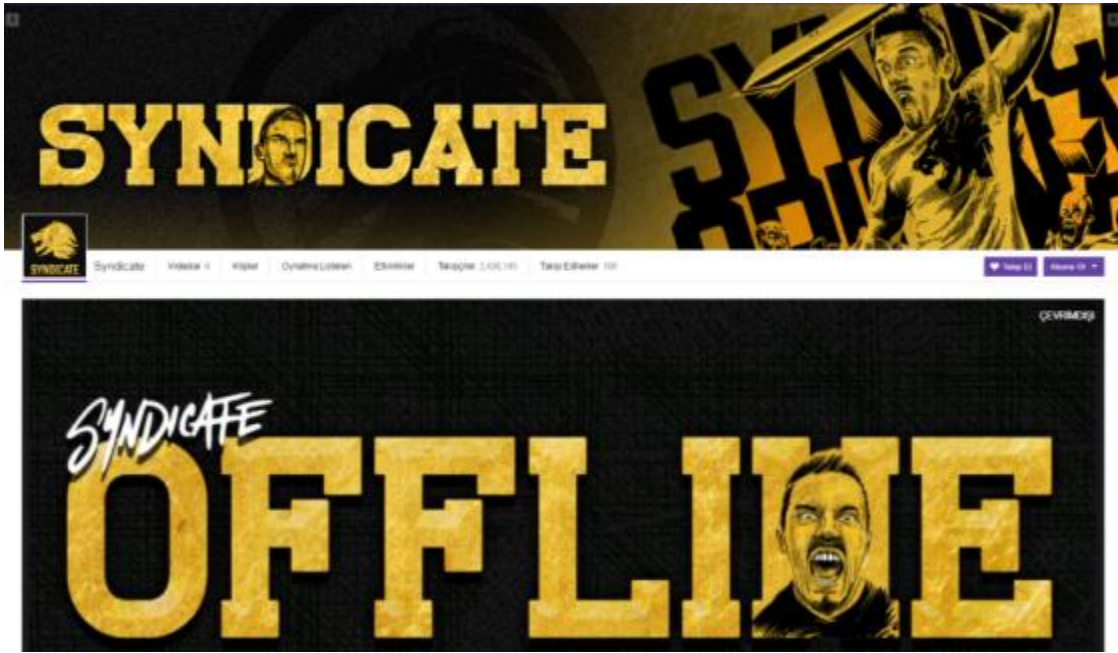 SYNDICATE
SYNDICATE
Syndicate Videolar Klipler Oynatma Listeleri Etkinlikler Takipçiler Takip Edilenler Takip Et Abone Ol
ÇEVRİMDIŞI
SYNDICATE
OFFLINE